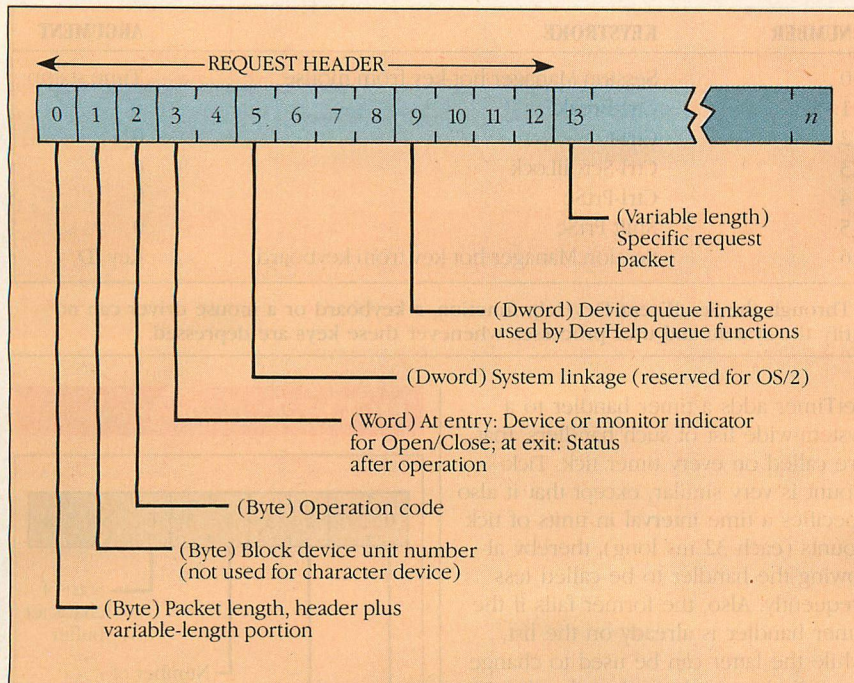 REQUEST HEADER
0 1 2 3 4 5 6 7 8 9 10 11 12 13 n
(Variable length)
Specific request
packet
(Dword) Device queue linkage
used by DevHelp queue functions
(Dword) System linkage (reserved for OS/2)
(Word) At entry: Device or monitor indicator
for Open/Close; at exit: Status
after operation
(Byte) Operation code
(Byte) Block device unit number
(not used for character device)
(Byte) Packet length, header plus
variable-length portion